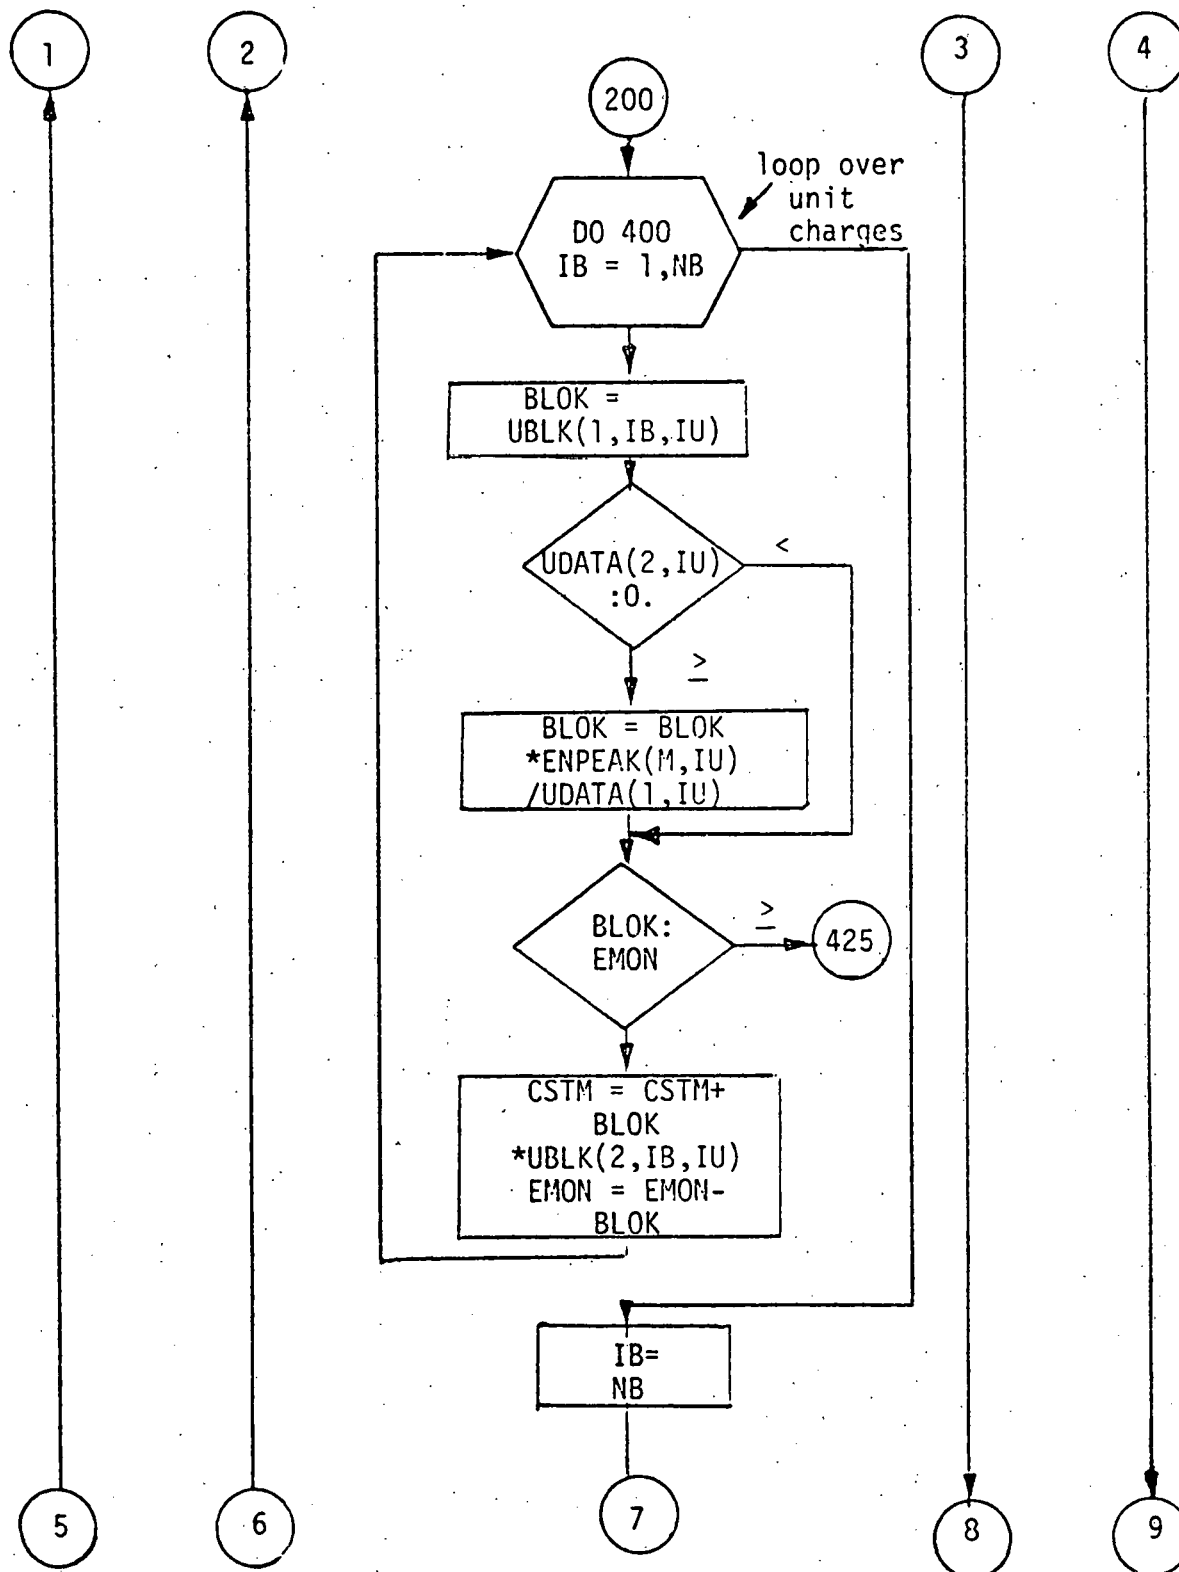 1
2
3
4
200
loop over
unit
charges
DO 400
IB = 1,NB
BLOK =
UBLK(1,IB,IU)
<
UDATA(2,IU)
:0.
≥
BLOK = BLOK
*ENPEAK(M,IU)
/UDATA(1,IU)
BLOK:
EMON
≥
425
CSTM = CSTM+
BLOK
*UBLK(2,IB,IU)
EMON = EMON-
BLOK
IB=
NB
5
6
7
8
9